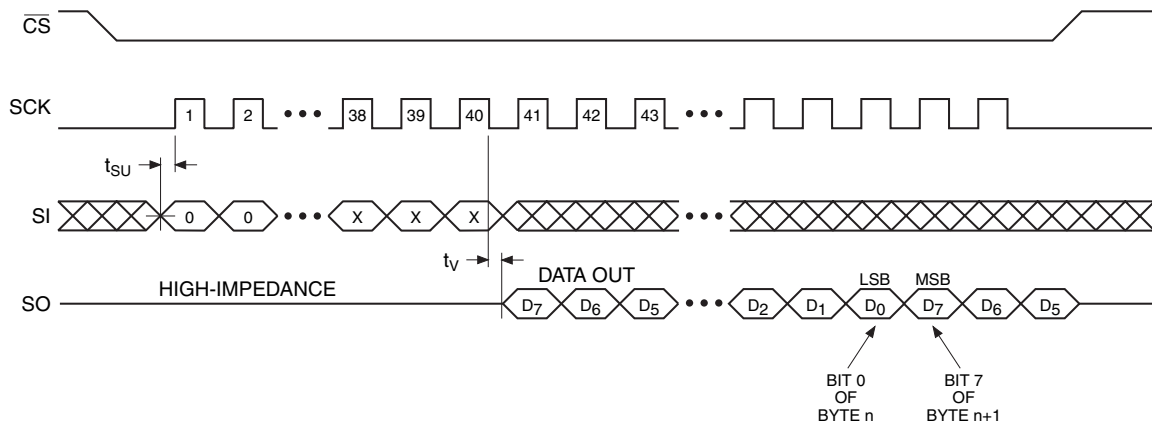 CS
SCK
1 2 ••• 38 39 40 41 42 43 •••
tSU
SI
0 0 ••• X X X •••
tV
DATA OUT
HIGH-IMPEDANCE
LSB MSB
SO
D7 D6 D5 ••• D2 D1 D0 D7 D6 D5
BIT 0
OF
BYTE n
BIT 7
OF
BYTE n+1